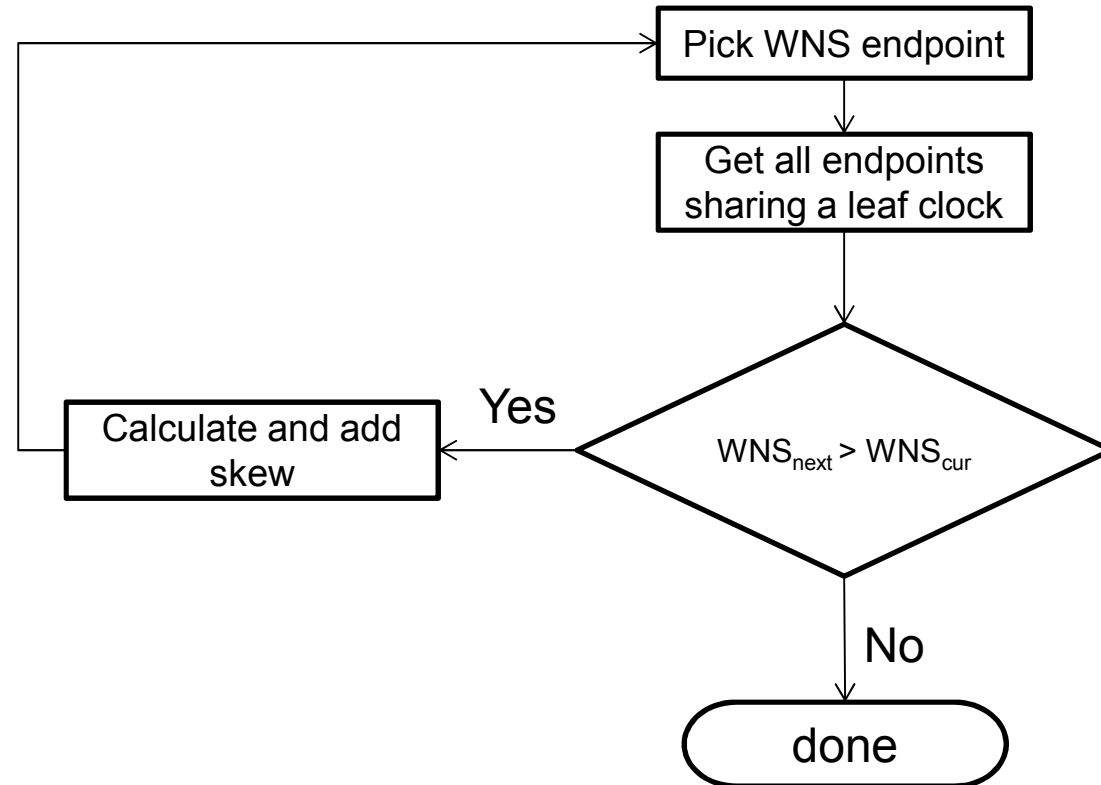 Pick WNS endpoint
Get all endpoints
sharing a leaf clock
WNSnext > WNScur
Yes
Calculate and add
skew
No
done